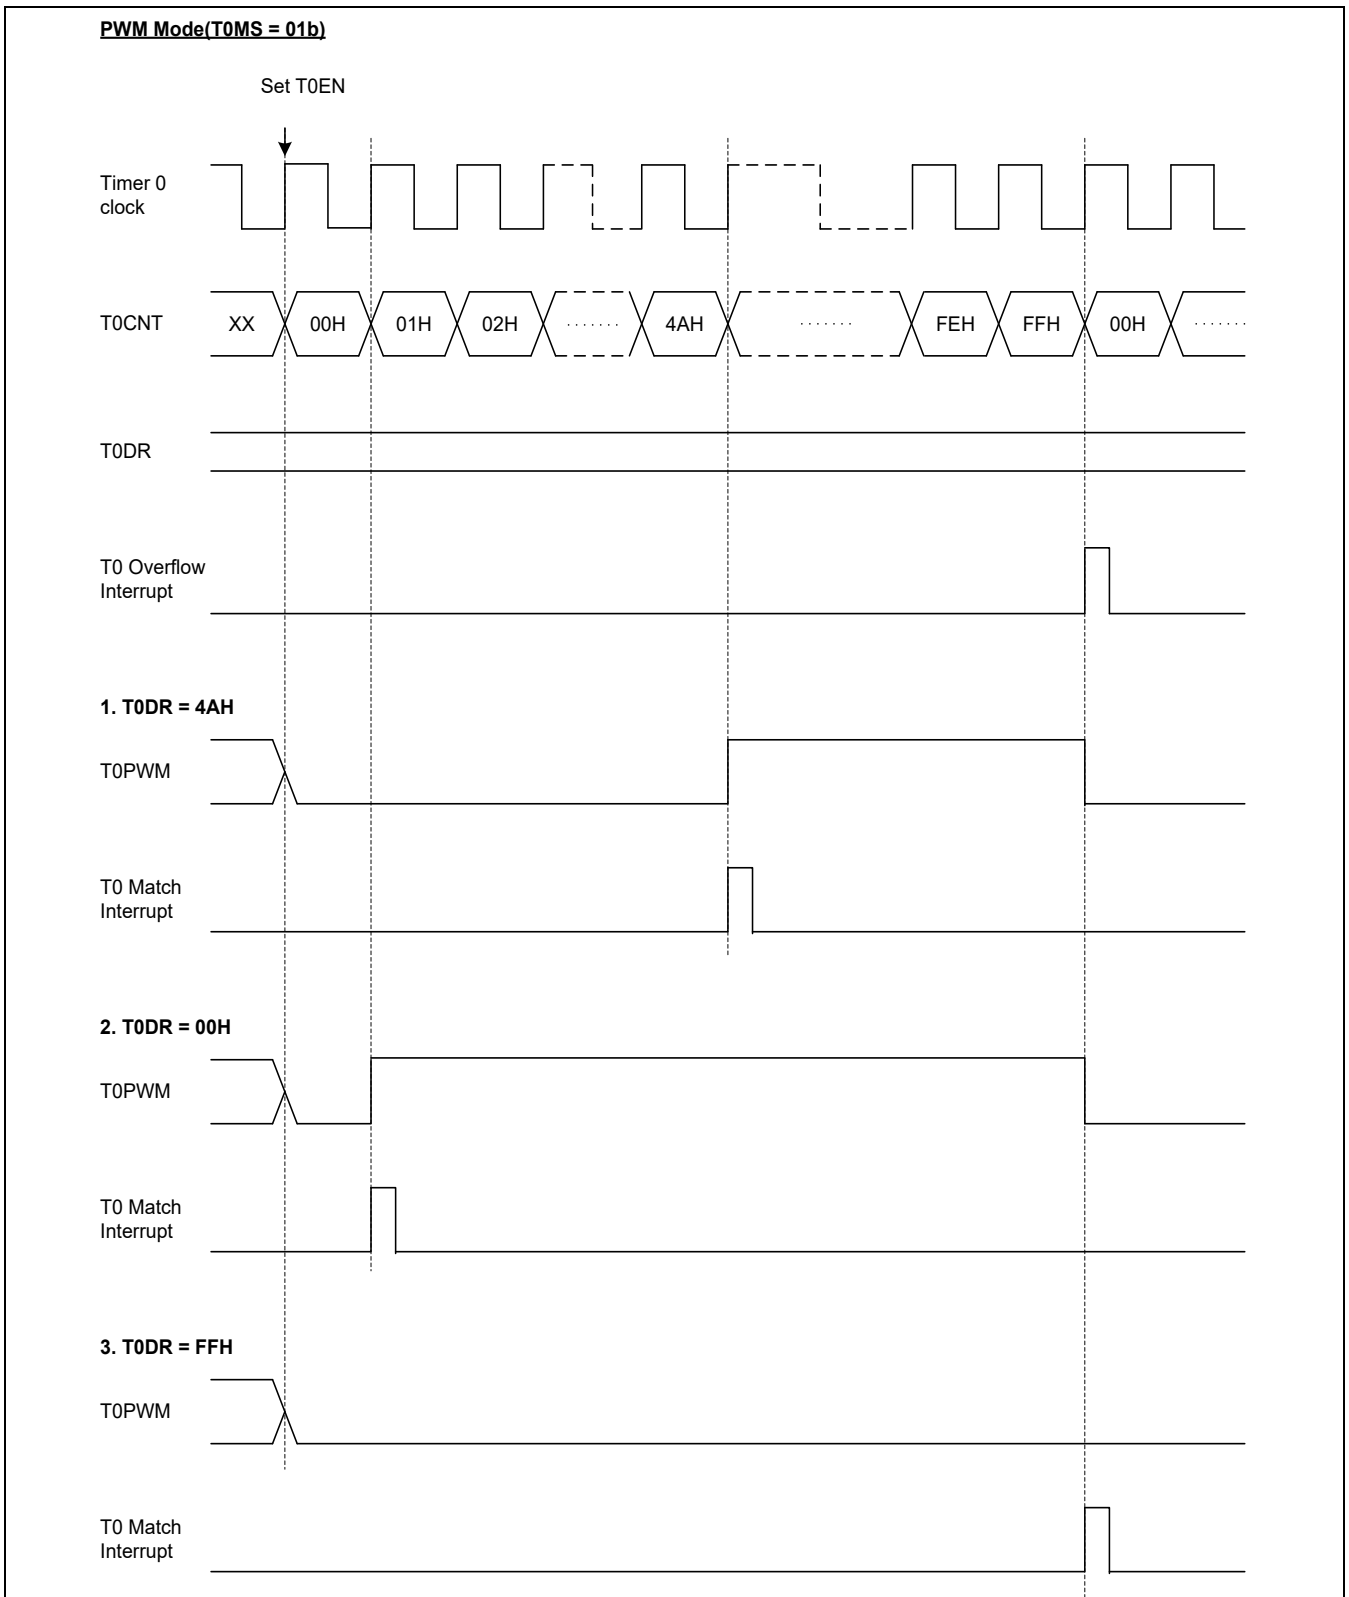 PWM Mode(T0MS = 01b)
Set T0EN
Timer 0
clock
T0CNT XX 00H 01H 02H ······· 4AH ······· FEH FFH 00H ·······
T0DR
T0 Overflow
Interrupt
1. T0DR = 4AH
T0PWM
T0 Match
Interrupt
2. T0DR = 00H
T0PWM
T0 Match
Interrupt
3. T0DR = FFH
T0PWM
T0 Match
Interrupt